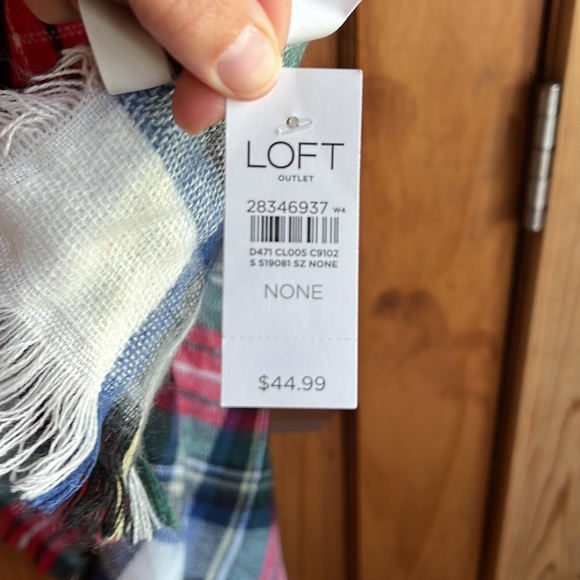 LOFT
OUTLET
28346937 W4
D471 CL005 C9102
S 519081 SZ NONE
NONE
$44.99